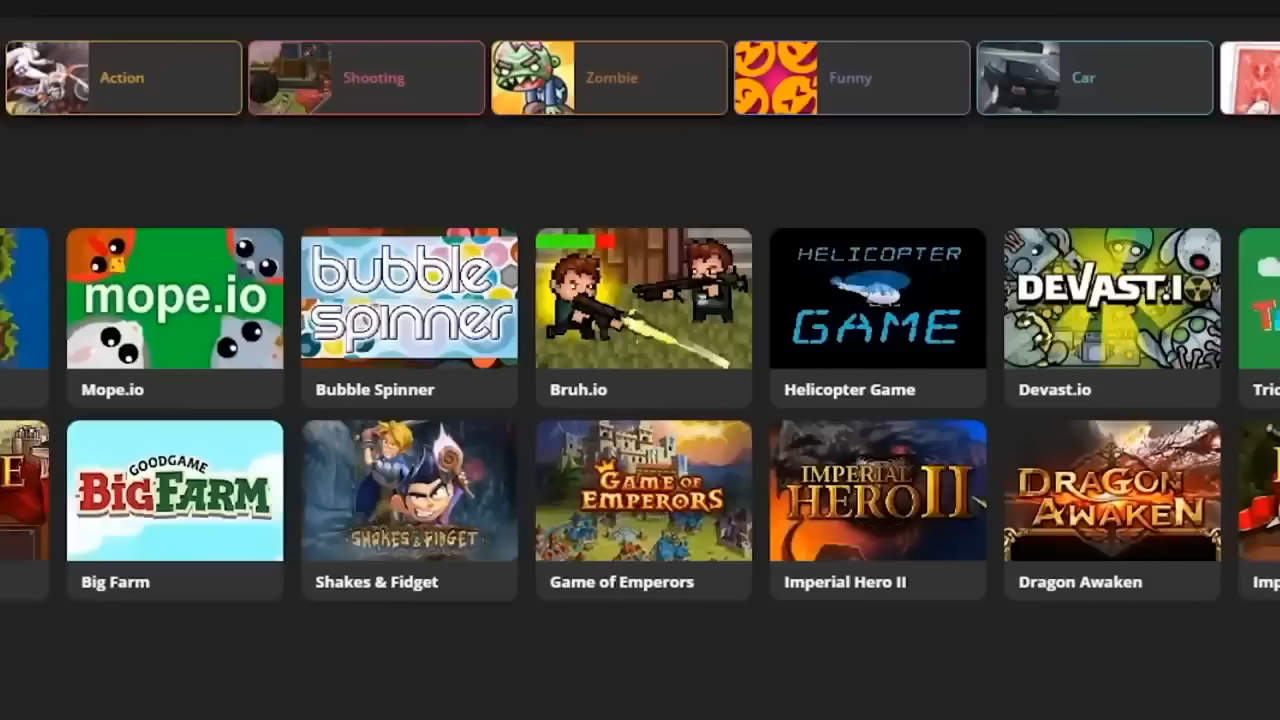 Action
Shooting
Zombie
Funny
Car
mope.io
bubble
spinner
HELICOPTER
GAME
DEVAST.I
Mope.io
Bubble Spinner
Bruh.io
Helicopter Game
Devast.io
E
GOODGAME
BIGFARM
SHAKES & FIDGET
GAME OF
EMPERORS
IMPERIAL
HERO II
DRAGON
AWAKEN
Big Farm
Shakes & Fidget
Game of Emperors
Imperial Hero II
Dragon Awaken